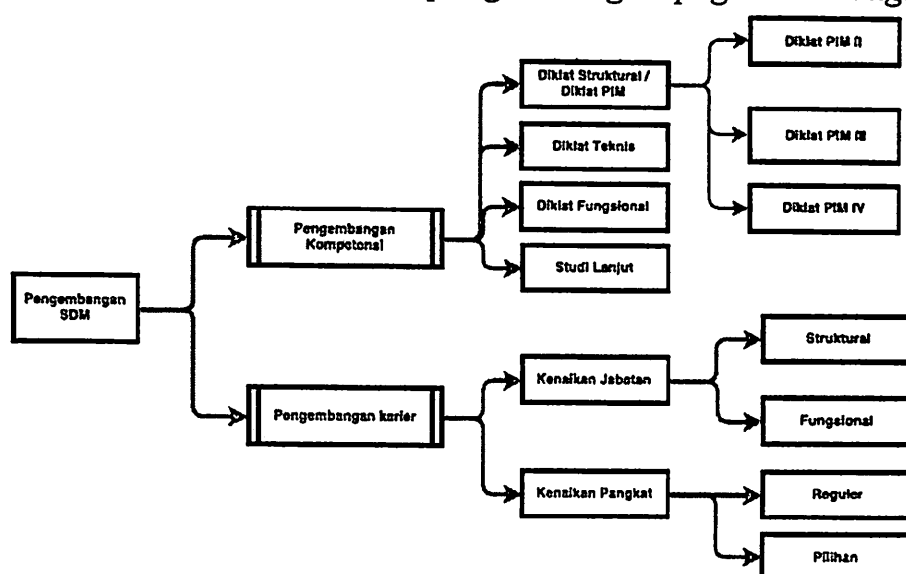 Diklat PIM II
Diklat Struktural /
Diklat PIM
Diklat Teknis
Diklat PIM III
Diklat Fungsional
Diklat PIM IV
Pengembangan
Kompetensi
Studi Lanjut
Pengembangan
SDM
Struktural
Kenaikan Jabatan
Pengembangan karier
Fungsional
Kenaikan Pangkat
Reguler
Pilihan